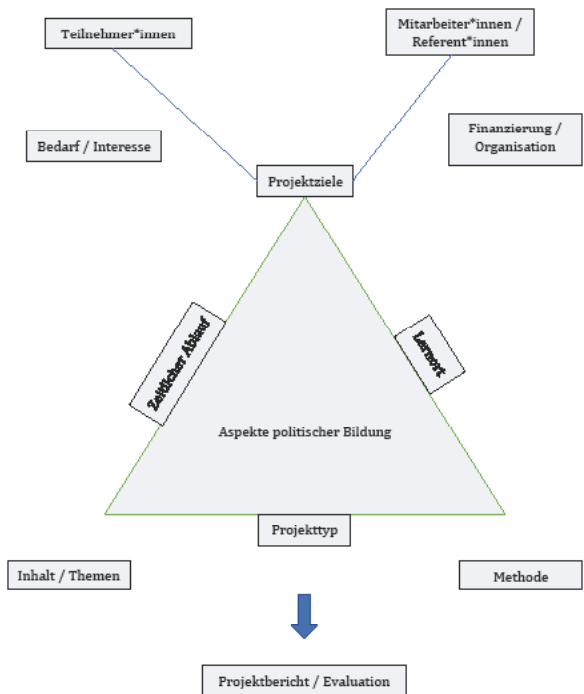 Teilnehmer*innen
Mitarbeiter*innen /
Referent*innen
Bedarf / Interesse
Finanzierung /
Organisation
Projektziele
Zeitlicher Ablauf
Lernort
Aspekte politischer Bildung
Projekttyp
Inhalt / Themen
Methode
Projektbericht / Evaluation